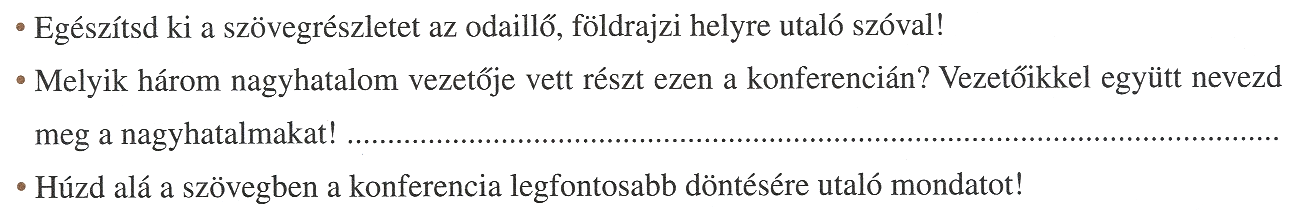 • Egészítsd ki a szövegrészletet az odaillő, földrajzi helyre utaló szóval!
• Melyik három nagyhatalom vezetője vett részt ezen a konferencián? Vezetőikkel együtt nevezd
meg a nagyhatalmakat! ......................................................................................................
• Húzd alá a szövegben a konferencia legfontosabb döntésére utaló mondatot!